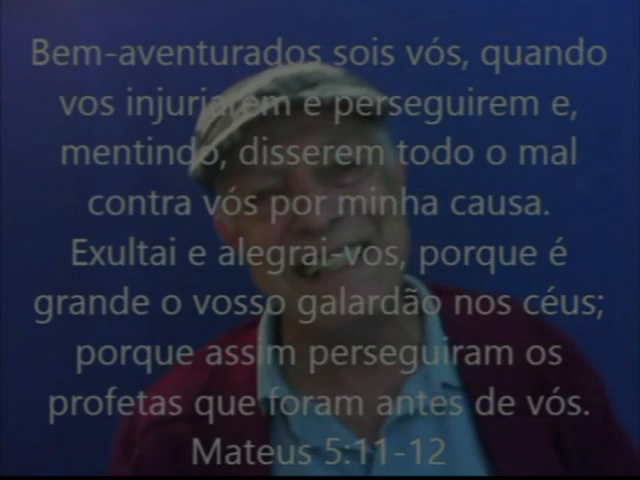 Bem-aventurados sois vós, quando
vos injuriarem e perseguirem e,
mentindo, disserem todo o mal
contra vós por minha causa.
Exultai e alegrai-vos, porque é
grande o vosso galardão nos céus;
porque assim perseguiram os
profetas que foram antes de vós.
Mateus 5:11-12